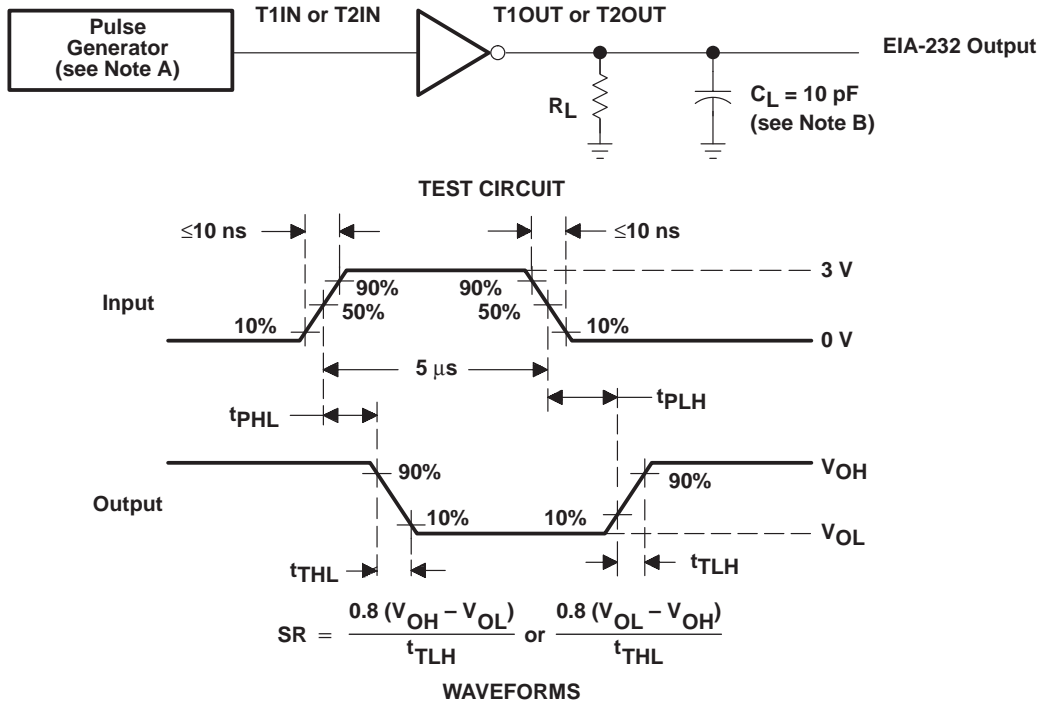 T1IN or T2IN
T1OUT or T2OUT
Pulse
Generator
(see Note A)
EIA-232 Output
RL
CL = 10 pF
(see Note B)
TEST CIRCUIT
≤10 ns
≤10 ns
3 V
90%
90%
Input
50%
50%
10%
10%
0 V
5 μs
tPHL
tPLH
VOH
90%
90%
Output
10%
10%
VOL
tTHL
tTLH
SR = 0.8 (VOH – VOL) / tTLH or 0.8 (VOL – VOH) / tTHL
WAVEFORMS